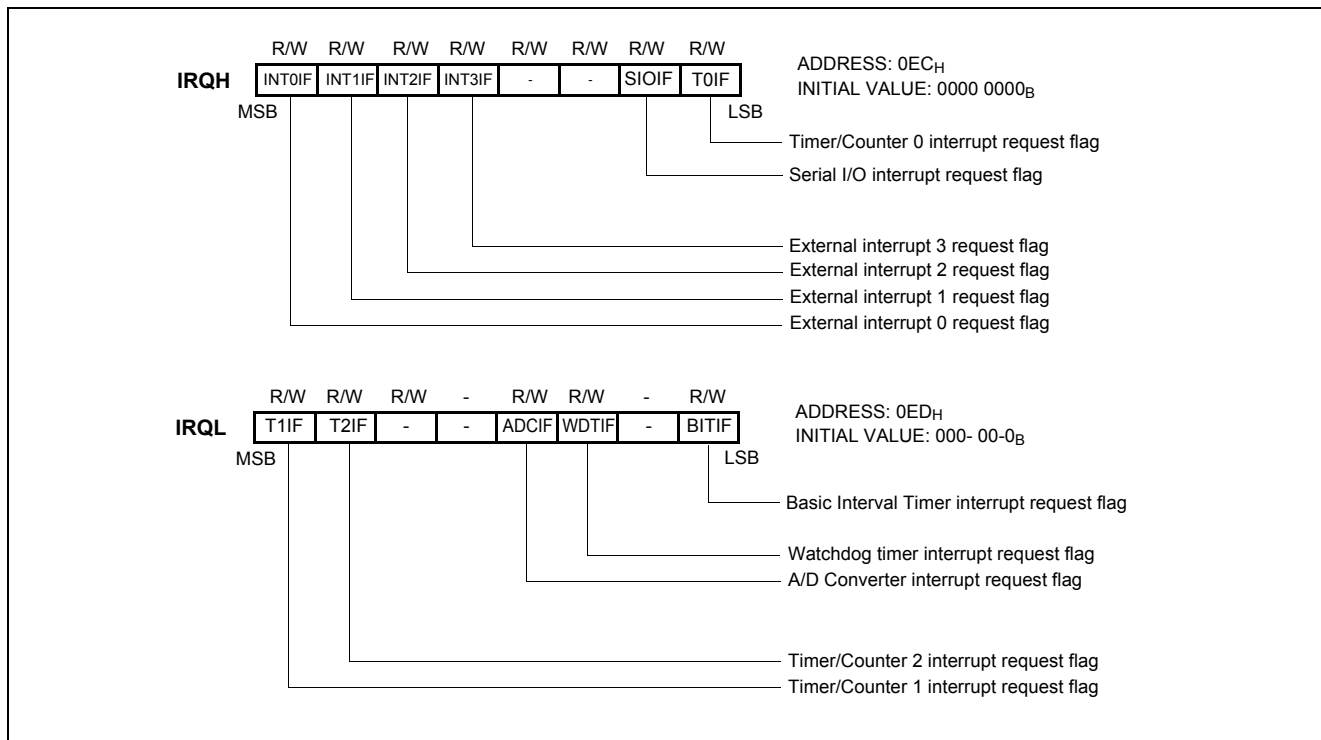 R/W R/W R/W R/W R/W R/W R/W R/W
IRQH INT0IF INT1IF INT2IF INT3IF - - SIOIF T0IF
ADDRESS: 0ECH
INITIAL VALUE: 0000 0000B
MSB LSB
Timer/Counter 0 interrupt request flag
Serial I/O interrupt request flag
External interrupt 3 request flag
External interrupt 2 request flag
External interrupt 1 request flag
External interrupt 0 request flag
R/W R/W R/W - R/W R/W - R/W
IRQL T1IF T2IF - - ADCIF WDTIF - BITIF
ADDRESS: 0EDH
INITIAL VALUE: 000- 00-0B
MSB LSB
Basic Interval Timer interrupt request flag
Watchdog timer interrupt request flag
A/D Converter interrupt request flag
Timer/Counter 2 interrupt request flag
Timer/Counter 1 interrupt request flag